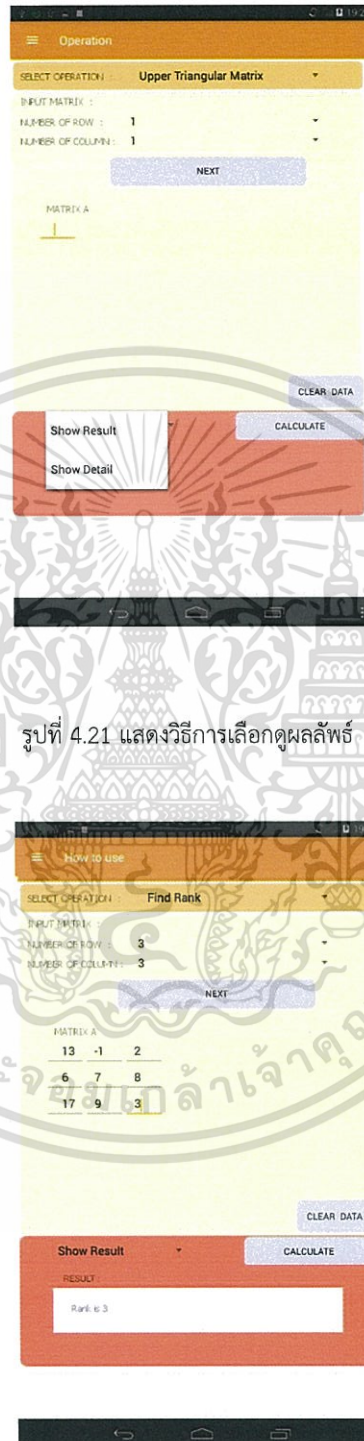 Operation
SELECT OPERATION : Upper Triangular Matrix
INPUT MATRIX :
NUMBER OF ROW : 1
NUMBER OF COLUMN : 1
NEXT
MATRIX A
CLEAR DATA
Show Result
CALCULATE
Show Detail
รูปที่ 4.21 แสดงวิธีการเลือกดูผลลัพธ์
How to use
SELECT OPERATION : Find Rank
INPUT MATRIX :
NUMBER OF ROW : 3
NUMBER OF COLUMN : 3
NEXT
MATRIX A
13 -1 2
6 7 8
17 9 3
CLEAR DATA
Show Result CALCULATE
RESULT :
Rank is 3